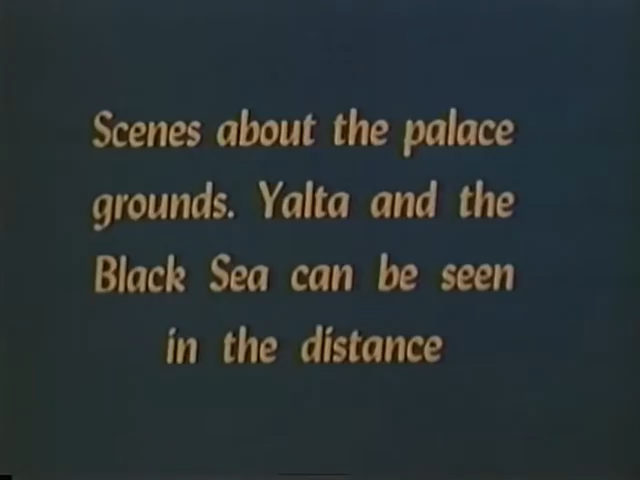 Scenes about the palace
grounds. Yalta and the
Black Sea can be seen
in the distance